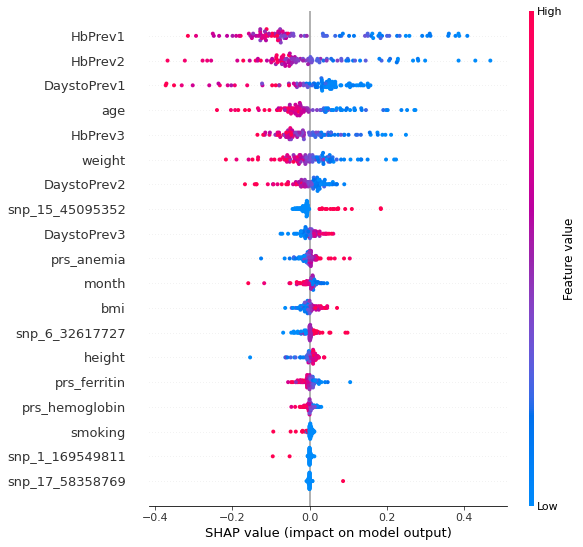 High
HbPrev1
HbPrev2
DaystoPrev1
age
HbPrev3
weight
DaystoPrev2
snp_15_45095352
DaystoPrev3
prs_anemia
month
bmi
snp_6_32617727
height
prs_ferritin
prs_hemoglobin
smoking
snp_1_169549811
snp_17_58358769
Low
Feature value
−0.4 −0.2 0.0 0.2 0.4
SHAP value (impact on model output)